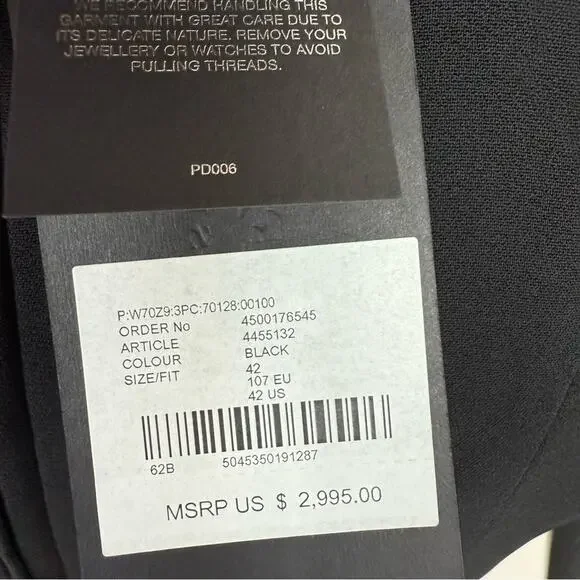 WE RECOMMEND HANDLING THIS
GARMENT WITH GREAT CARE DUE TO
ITS DELICATE NATURE. REMOVE YOUR
JEWELLERY OR WATCHES TO AVOID
PULLING THREADS.
PD006
P:W70Z9:3PC:70128:00100
ORDER No 4500176545
ARTICLE 4455132
COLOUR BLACK
SIZE/FIT 42
107 EU
42 US
62B 5045350191287
MSRP US $ 2,995.00